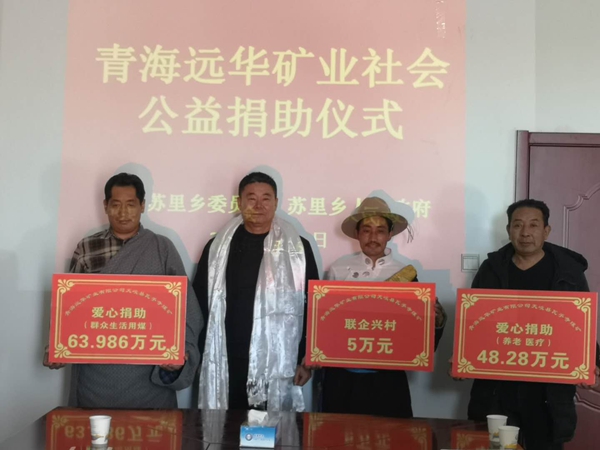 青海远华矿业社会
公益捐助仪式
苏里乡委员 苏里乡 府
日
爱心捐助
（群众生活用煤）
63.986万元
联企兴村
5万元
爱心捐助
（养老 医疗）
48.28万元